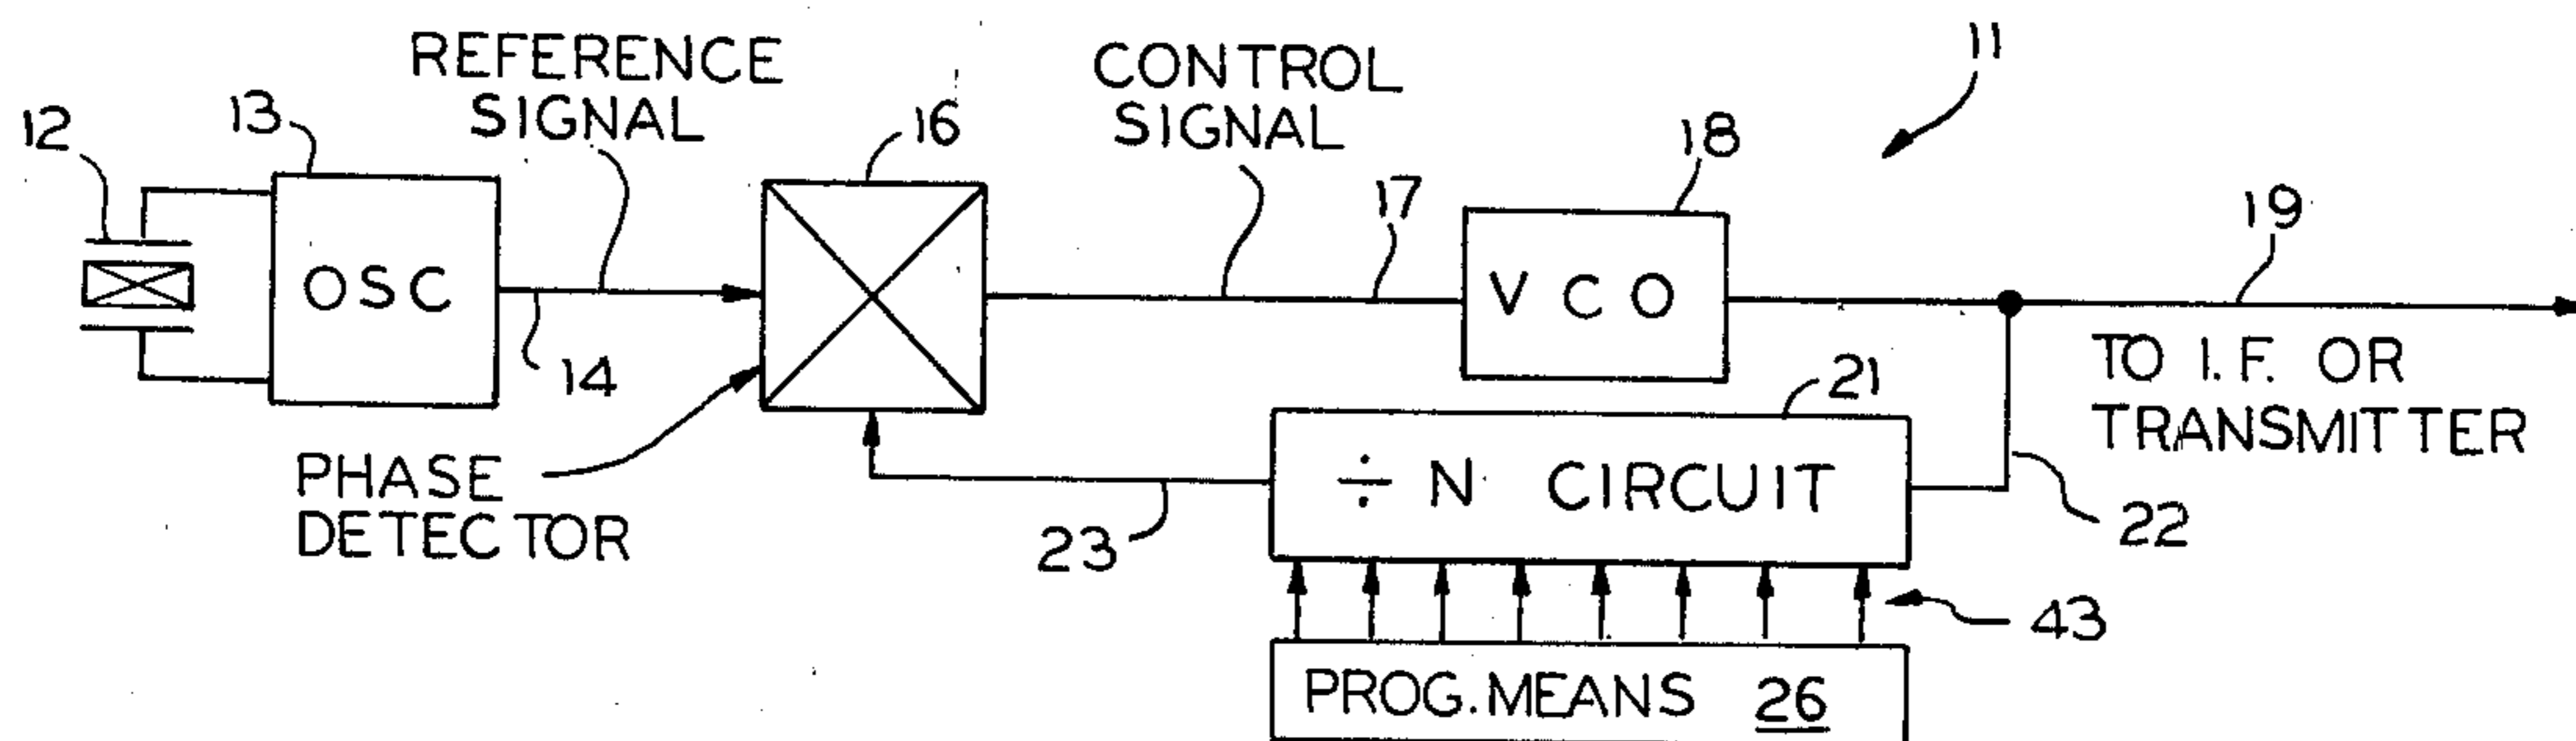 REFERENCE
SIGNAL
CONTROL
SIGNAL
11
12
13
16
18
17
19
OSC
VCO
14
TO I.F. OR
TRANSMITTER
21
PHASE
DETECTOR
÷ N CIRCUIT
23
22
43
PROG. MEANS 26